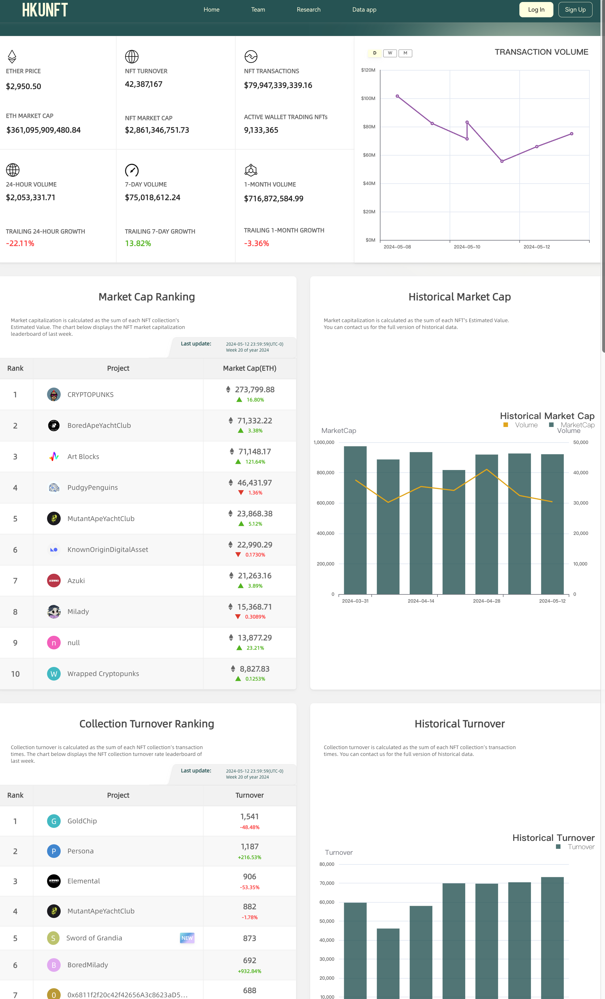 HKUNFT
Home
Team
Research
Data app
Log In
Sign Up
ETHER PRICE
$2,950.50
ETH MARKET CAP
$361,095,909,480.84
NFT TURNOVER
42,387,167
NFT MARKET CAP
$2,861,346,751.73
NFT TRANSACTIONS
$79,947,339,339.16
ACTIVE WALLET TRADING NFTs
9,133,365
24-HOUR VOLUME
$2,053,331.71
TRAILING 24-HOUR GROWTH
-22.11%
7-DAY VOLUME
$75,018,612.24
TRAILING 7-DAY GROWTH
13.82%
1-MONTH VOLUME
$716,872,584.99
TRAILING 1-MONTH GROWTH
-3.36%
D
W
M
TRANSACTION VOLUME
$120M
$100M
$80M
$60M
$40M
$20M
$0M
2024-05-08
2024-05-10
2024-05-12
Market Cap Ranking
Market capitalization is calculated as the sum of each NFT collection's
Estimated Value. The chart below displays the NFT market capitalization
leaderboard of last week.
Last update:
2024-05-12 23:59:59(UTC-0)
Week 20 of year 2024
Rank
Project
Market Cap(ETH)
1
CRYPTOPUNKS
273,799.88
16.80%
2
BoredApeYachtClub
71,332.22
3.38%
3
Art Blocks
71,148.17
121.64%
4
PudgyPenguins
46,431.97
1.36%
5
MutantApeYachtClub
23,868.38
5.12%
6
KnownOriginDigitalAsset
22,990.29
0.1730%
7
AZUKI
Azuki
21,263.16
3.89%
8
Milady
15,368.71
0.3089%
9
n
null
13,877.29
23.21%
10
W
Wrapped Cryptopunks
8,827.83
0.1253%
Historical Market Cap
Market capitalization is calculated as the sum of each NFT's Estimated Value.
You can contact us for the full version of historical data.
Historical Market Cap
Volume
MarketCap
MarketCap
Volume
1,000,000
800,000
600,000
400,000
200,000
0
50,000
40,000
30,000
20,000
10,000
0
2024-03-31
2024-04-14
2024-04-28
2024-05-12
Collection Turnover Ranking
Collection turnover is calculated as the sum of each NFT collection's transaction
times. The chart below displays the NFT collection turnover rate leaderboard of
last week.
Last update:
2024-05-12 23:59:59(UTC-0)
Week 20 of year 2024
Rank
Project
Turnover
1
G
GoldChip
1,541
-48.48%
2
P
Persona
1,187
+216.53%
3
AZUKI
Elemental
906
-53.35%
4
MutantApeYachtClub
882
-1.78%
5
S
Sword of Grandia
NEW
873
6
B
BoredMilady
692
+932.84%
7
0
0x6811f2f20c42f42656A3c8623aD5...
688
Historical Turnover
Collection turnover is calculated as the sum of each NFT collection's transaction
times. You can contact us for the full version of historical data.
Historical Turnover
Turnover
Turnover
80,000
70,000
60,000
50,000
40,000
30,000
20,000
10,000